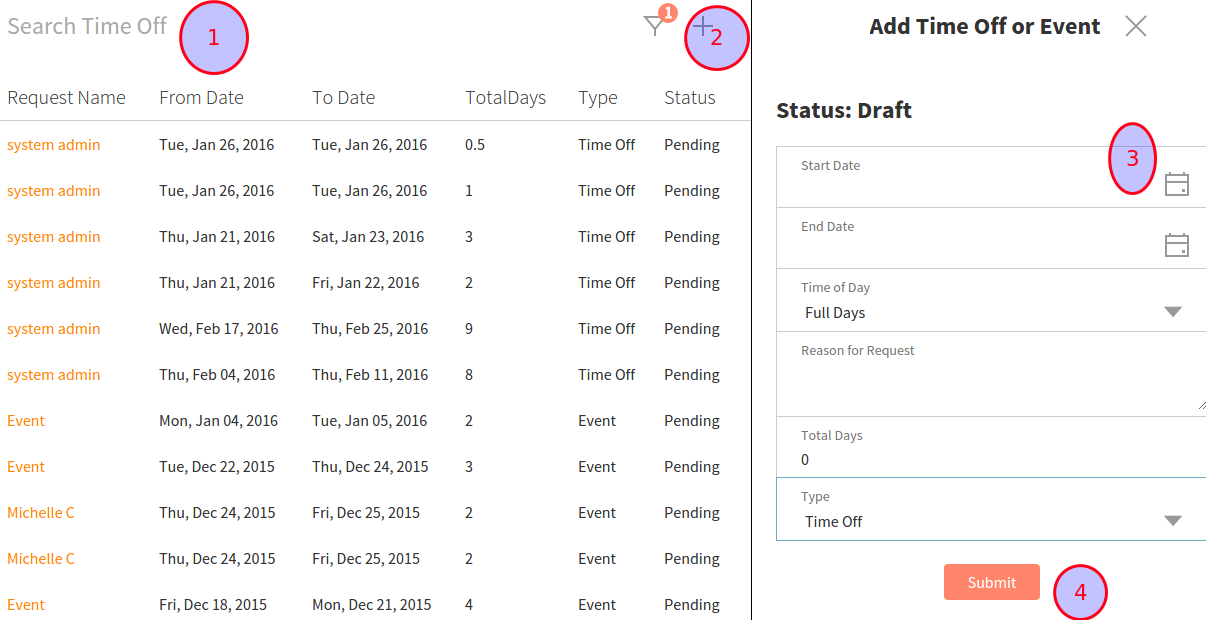 Search Time Off 1 1 2
Request Name From Date To Date TotalDays Type Status
system admin Tue, Jan 26, 2016 Tue, Jan 26, 2016 0.5 Time Off Pending
system admin Tue, Jan 26, 2016 Tue, Jan 26, 2016 1 Time Off Pending
system admin Thu, Jan 21, 2016 Sat, Jan 23, 2016 3 Time Off Pending
system admin Thu, Jan 21, 2016 Fri, Jan 22, 2016 2 Time Off Pending
system admin Wed, Feb 17, 2016 Thu, Feb 25, 2016 9 Time Off Pending
system admin Thu, Feb 04, 2016 Thu, Feb 11, 2016 8 Time Off Pending
Event Mon, Jan 04, 2016 Tue, Jan 05, 2016 2 Event Pending
Event Tue, Dec 22, 2015 Thu, Dec 24, 2015 3 Event Pending
Michelle C Thu, Dec 24, 2015 Fri, Dec 25, 2015 2 Event Pending
Michelle C Thu, Dec 24, 2015 Fri, Dec 25, 2015 2 Event Pending
Event Fri, Dec 18, 2015 Mon, Dec 21, 2015 4 Event Pending
Add Time Off or Event
Status: Draft
3
Start Date
End Date
Time of Day
Full Days
Reason for Request
Total Days
0
Type
Time Off
Submit 4